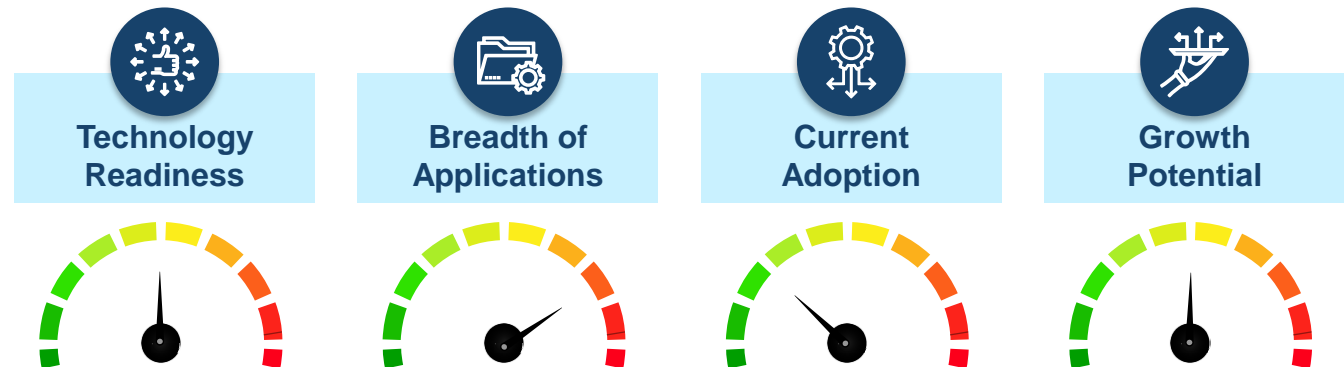 Technology
Readiness
Breadth of
Applications
Current
Adoption
Growth
Potential